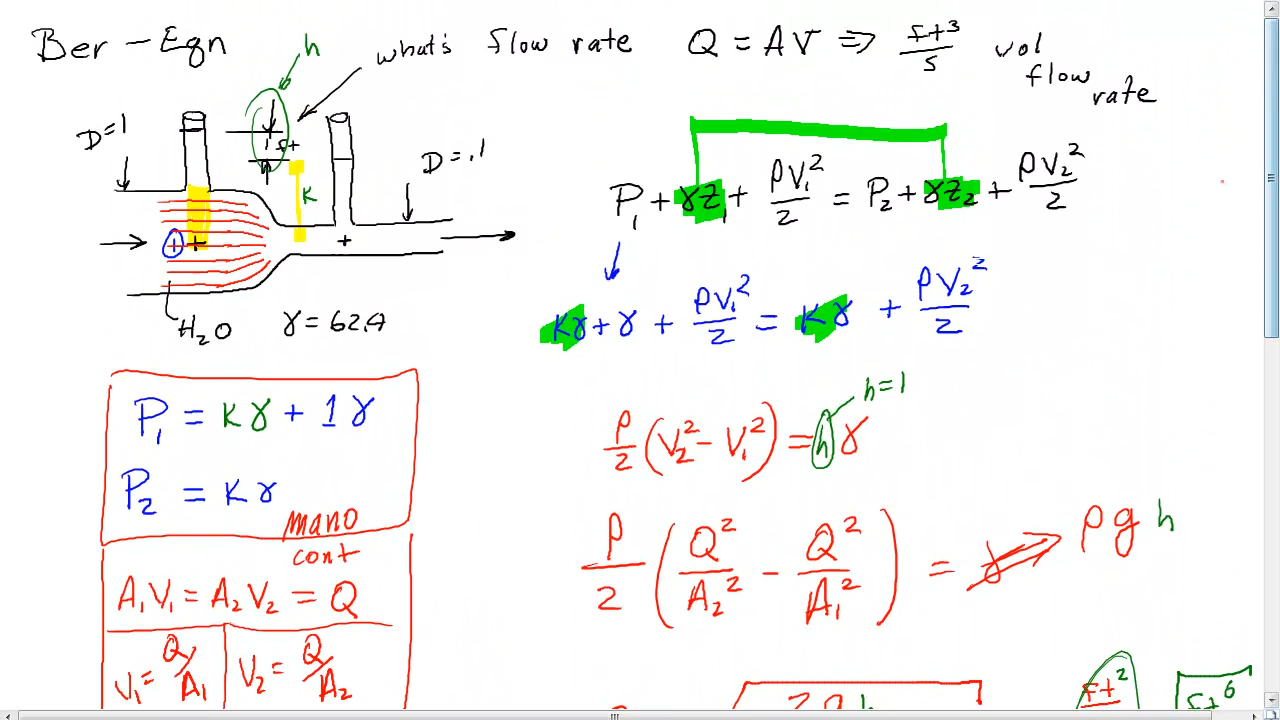 Ber - Eqn
what's flow rate
Q = AV ⇒ ft³/s
vol
flow
rate
h
D=1
1 ft
D=.1
K
H₂O
γ = 62.4
P₁ + γz₁ + ρV₁²/2 = P₂ + γz₂ + ρV₂²/2
Kγ + γ + ρV₁²/2 = Kγ + ρV₂²/2
P₁ = Kγ + 1γ
P₂ = Kγ
mano
cont
A₁V₁ = A₂V₂ = Q
V₁ = Q/A₁
V₂ = Q/A₂
h=1
ρ/2 (V₂² - V₁²) = hγ
ρ/2 (Q²/A₂² - Q²/A₁²) = γ ρgh
ft²
ft⁶